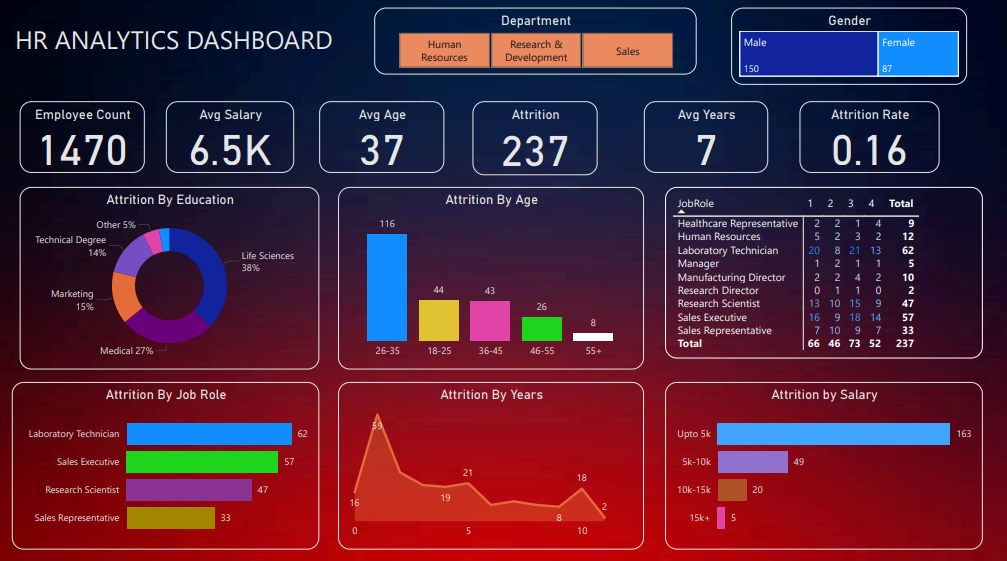 HR ANALYTICS DASHBOARD
Department
Human
Resources
Research &
Development
Sales
Gender
Male
150
Female
87
Employee Count
1470
Avg Salary
6.5K
Avg Age
37
Attrition
237
Avg Years
7
Attrition Rate
0.16
Attrition By Education
Other 5%
Technical Degree
14%
Marketing
15%
Medical 27%
Life Sciences
38%
Attrition By Age
116
44
43
26
8
26-35 18-25 36-45 46-55 55+
JobRole 1 2 3 4 Total
Healthcare Representative 2 2 1 4 9
Human Resources 5 2 3 2 12
Laboratory Technician 20 8 21 13 62
Manager 1 2 1 1 5
Manufacturing Director 2 2 4 2 10
Research Director 0 1 1 0 2
Research Scientist 13 10 15 9 47
Sales Executive 16 9 18 14 57
Sales Representative 7 10 9 7 33
Total 66 46 73 52 237
Attrition By Job Role
Laboratory Technician 62
Sales Executive 57
Research Scientist 47
Sales Representative 33
Attrition By Years
16
59
19
21
8
18
2
0 5 10
Attrition by Salary
Upto 5k 163
5k-10k 49
10k-15k 20
15k+ 5